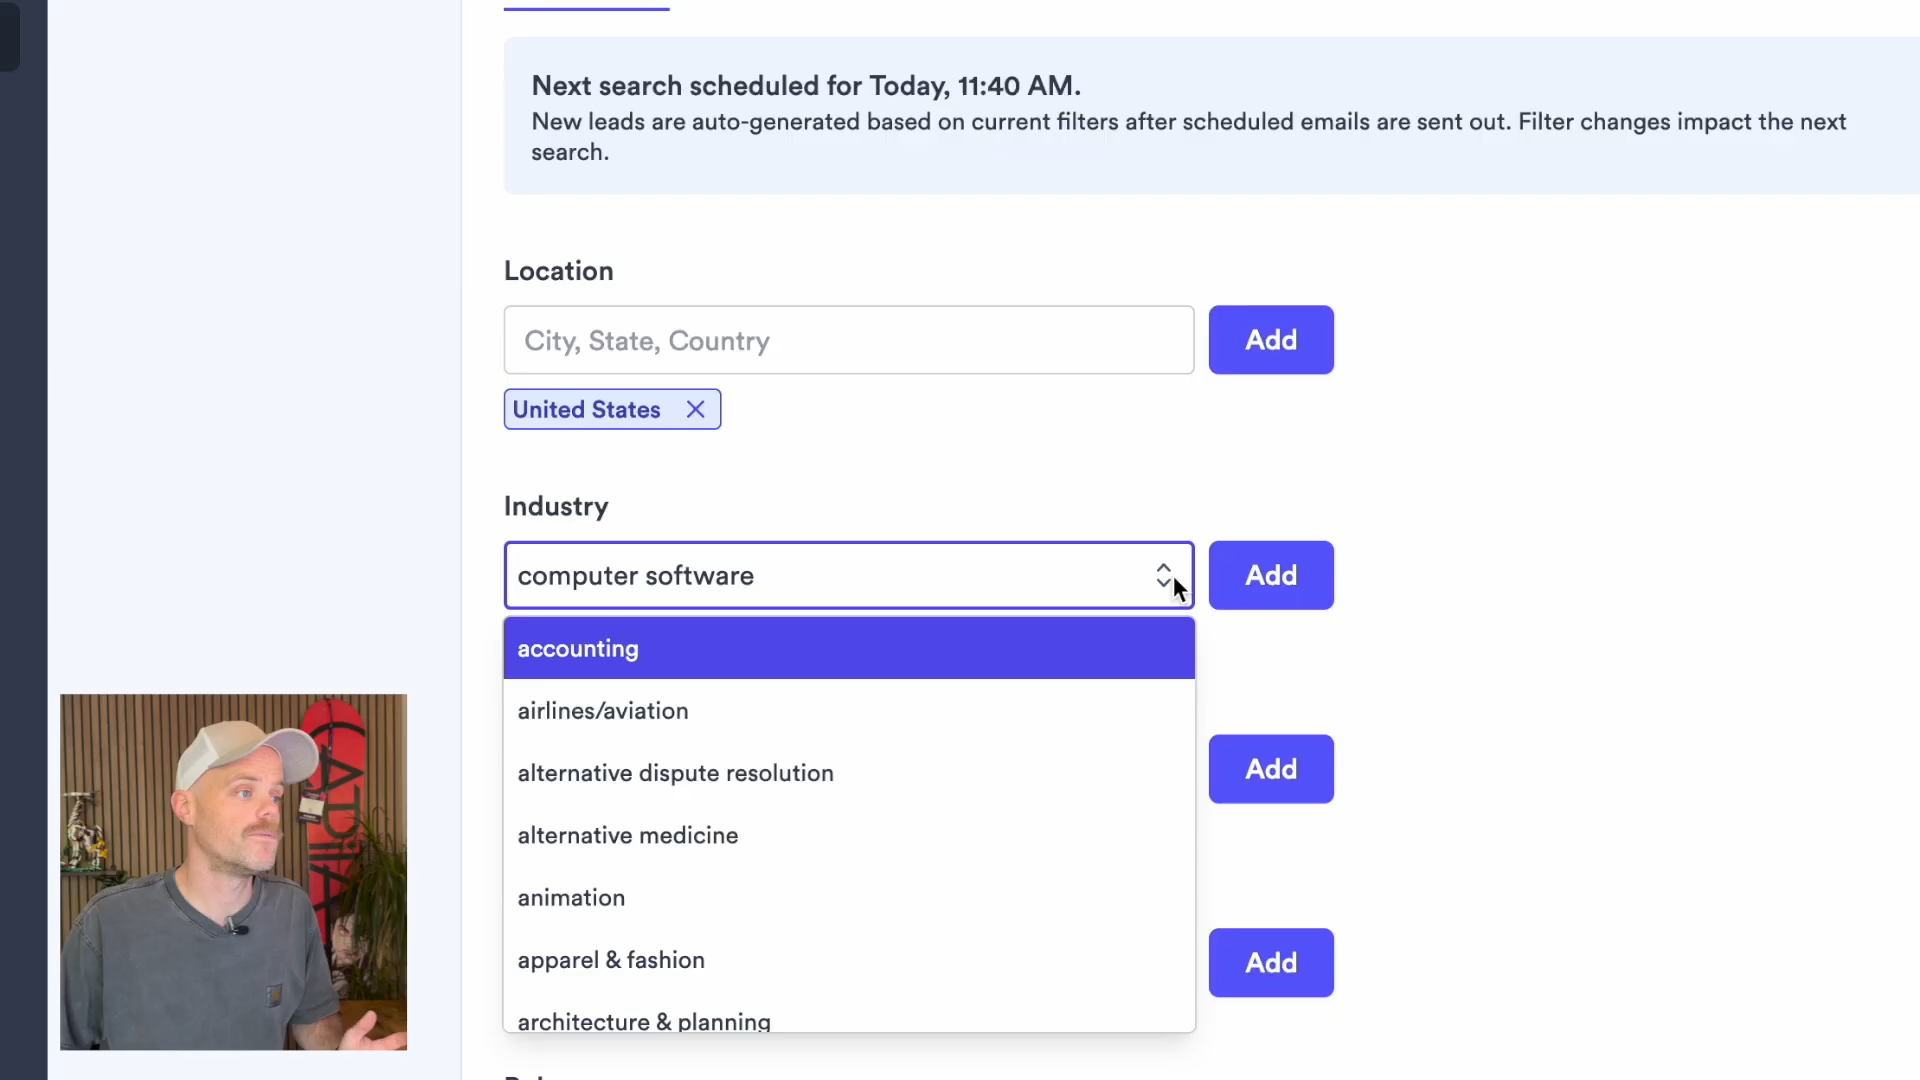 Next search scheduled for Today, 11:40 AM.
New leads are auto-generated based on current filters after scheduled emails are sent out. Filter changes impact the next
search.
Location
City, State, Country
Add
United States
Industry
computer software
Add
accounting
airlines/aviation
alternative dispute resolution
Add
alternative medicine
animation
apparel & fashion
Add
architecture & planning